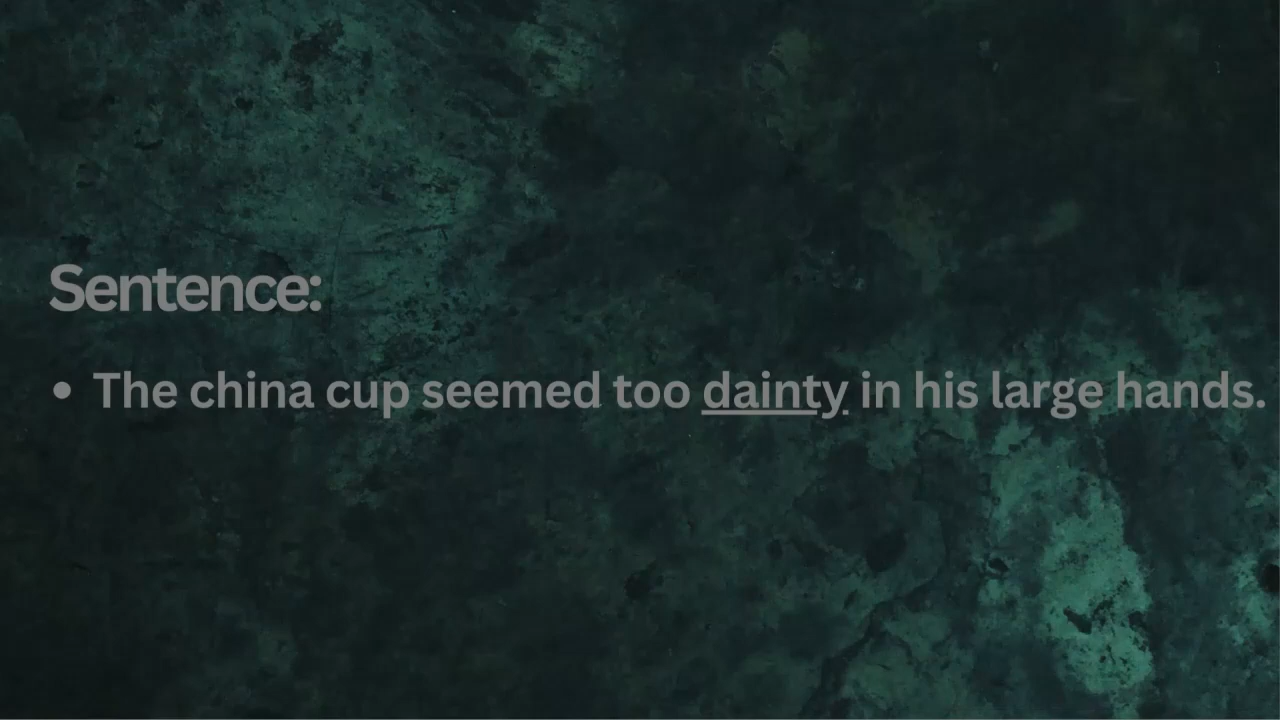 Sentence:
• The china cup seemed too dainty in his large hands.